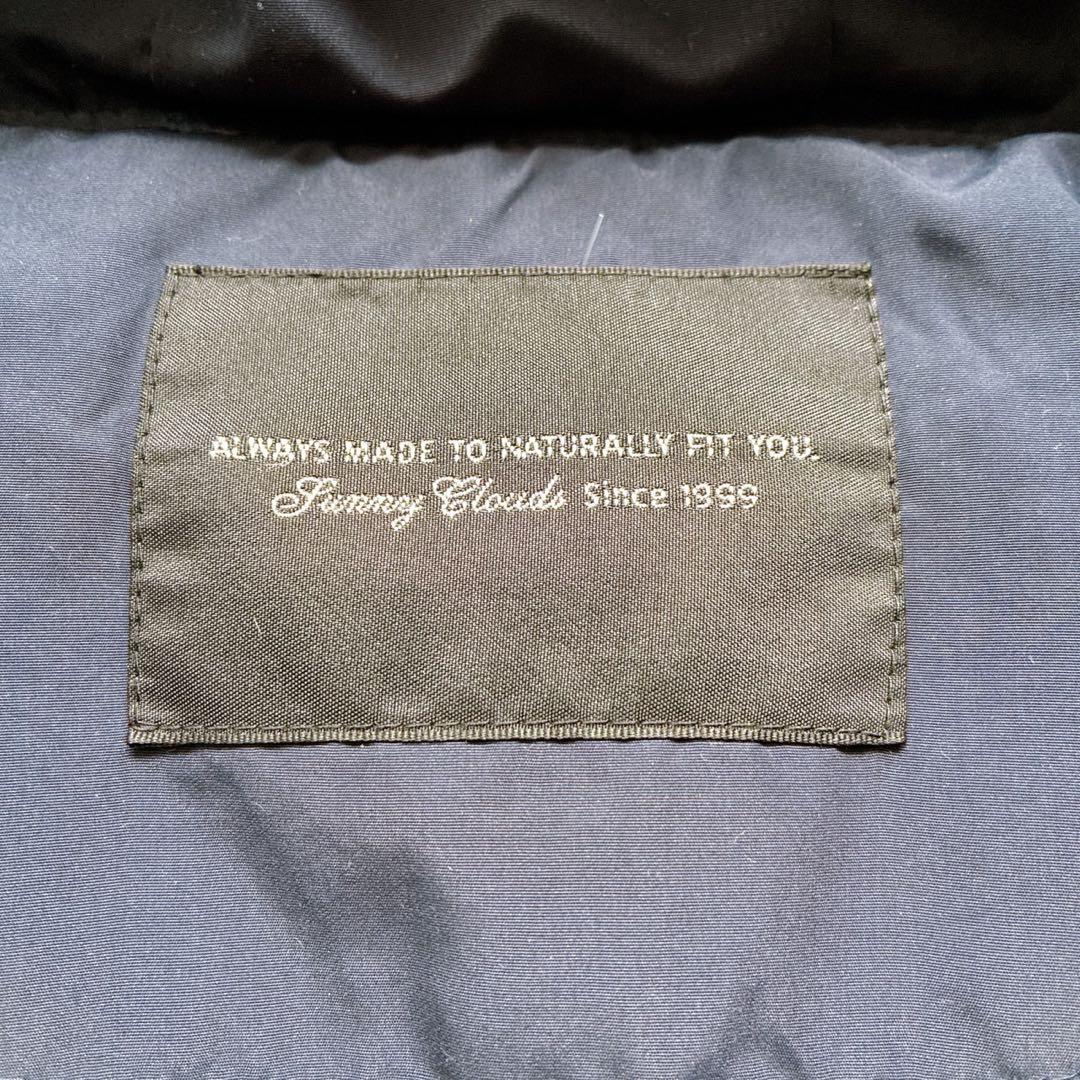 ALWAYS MADE TO NATURALLY FIT YOU.
Sunny Clouds Since 1999